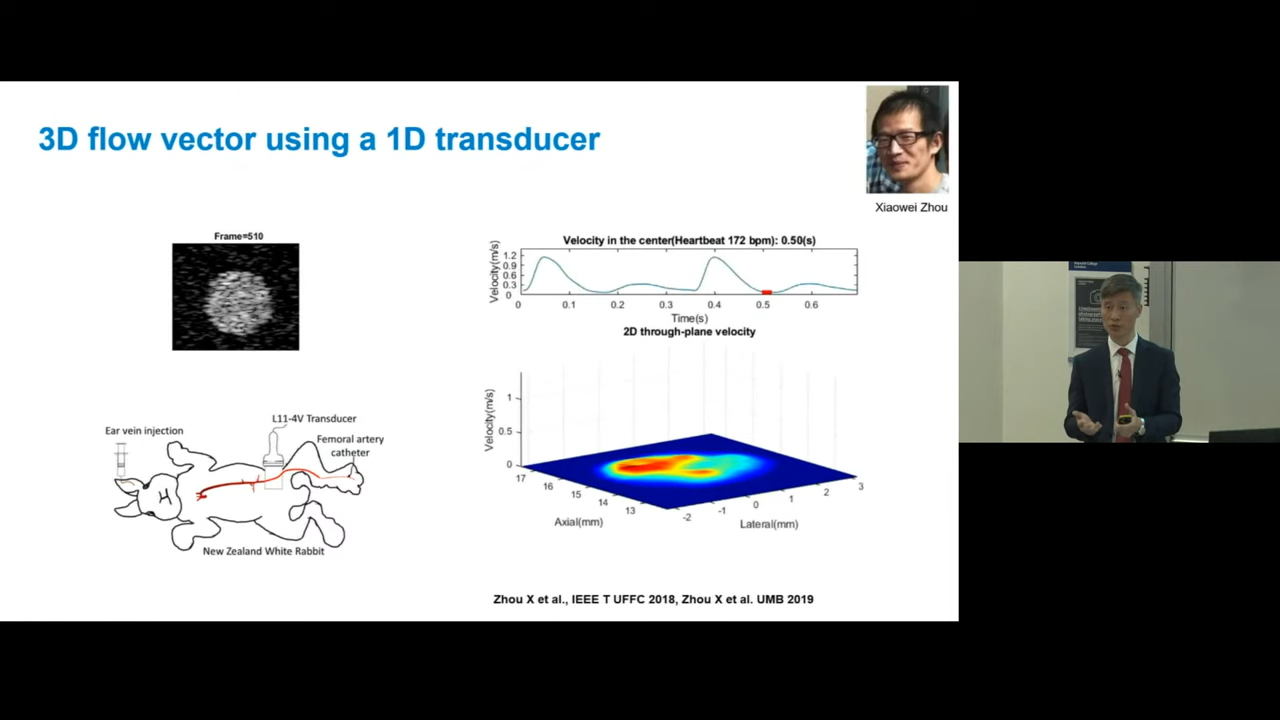 3D flow vector using a 1D transducer
Xiaowei Zhou
Frame=510
Velocity in the center(Heartbeat 172 bpm): 0.50(s)
Velocity(m/s)
1.2
0.9
0.6
0.3
0
0 0.1 0.2 0.3 0.4 0.5 0.6
Time(s)
2D through-plane velocity
Velocity(m/s)
1
0.5
0
17 16 15 14 13
Axial(mm)
-2 -1 0 1 2 3
Lateral(mm)
Ear vein injection
L11-4V Transducer
Femoral artery
catheter
New Zealand White Rabbit
Zhou X et al., IEEE T UFFC 2018, Zhou X et al. UMB 2019